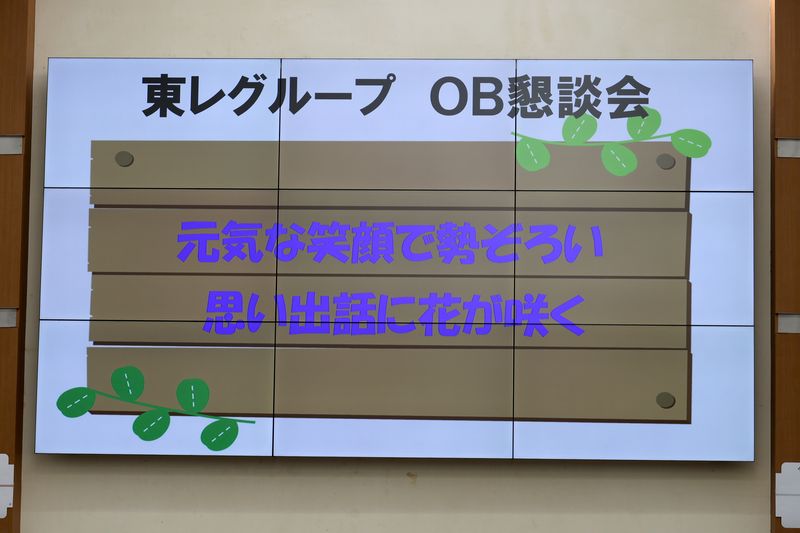 東レグループ OB懇談会
元気な笑顔で勢ぞろい
思い出話に花が咲く